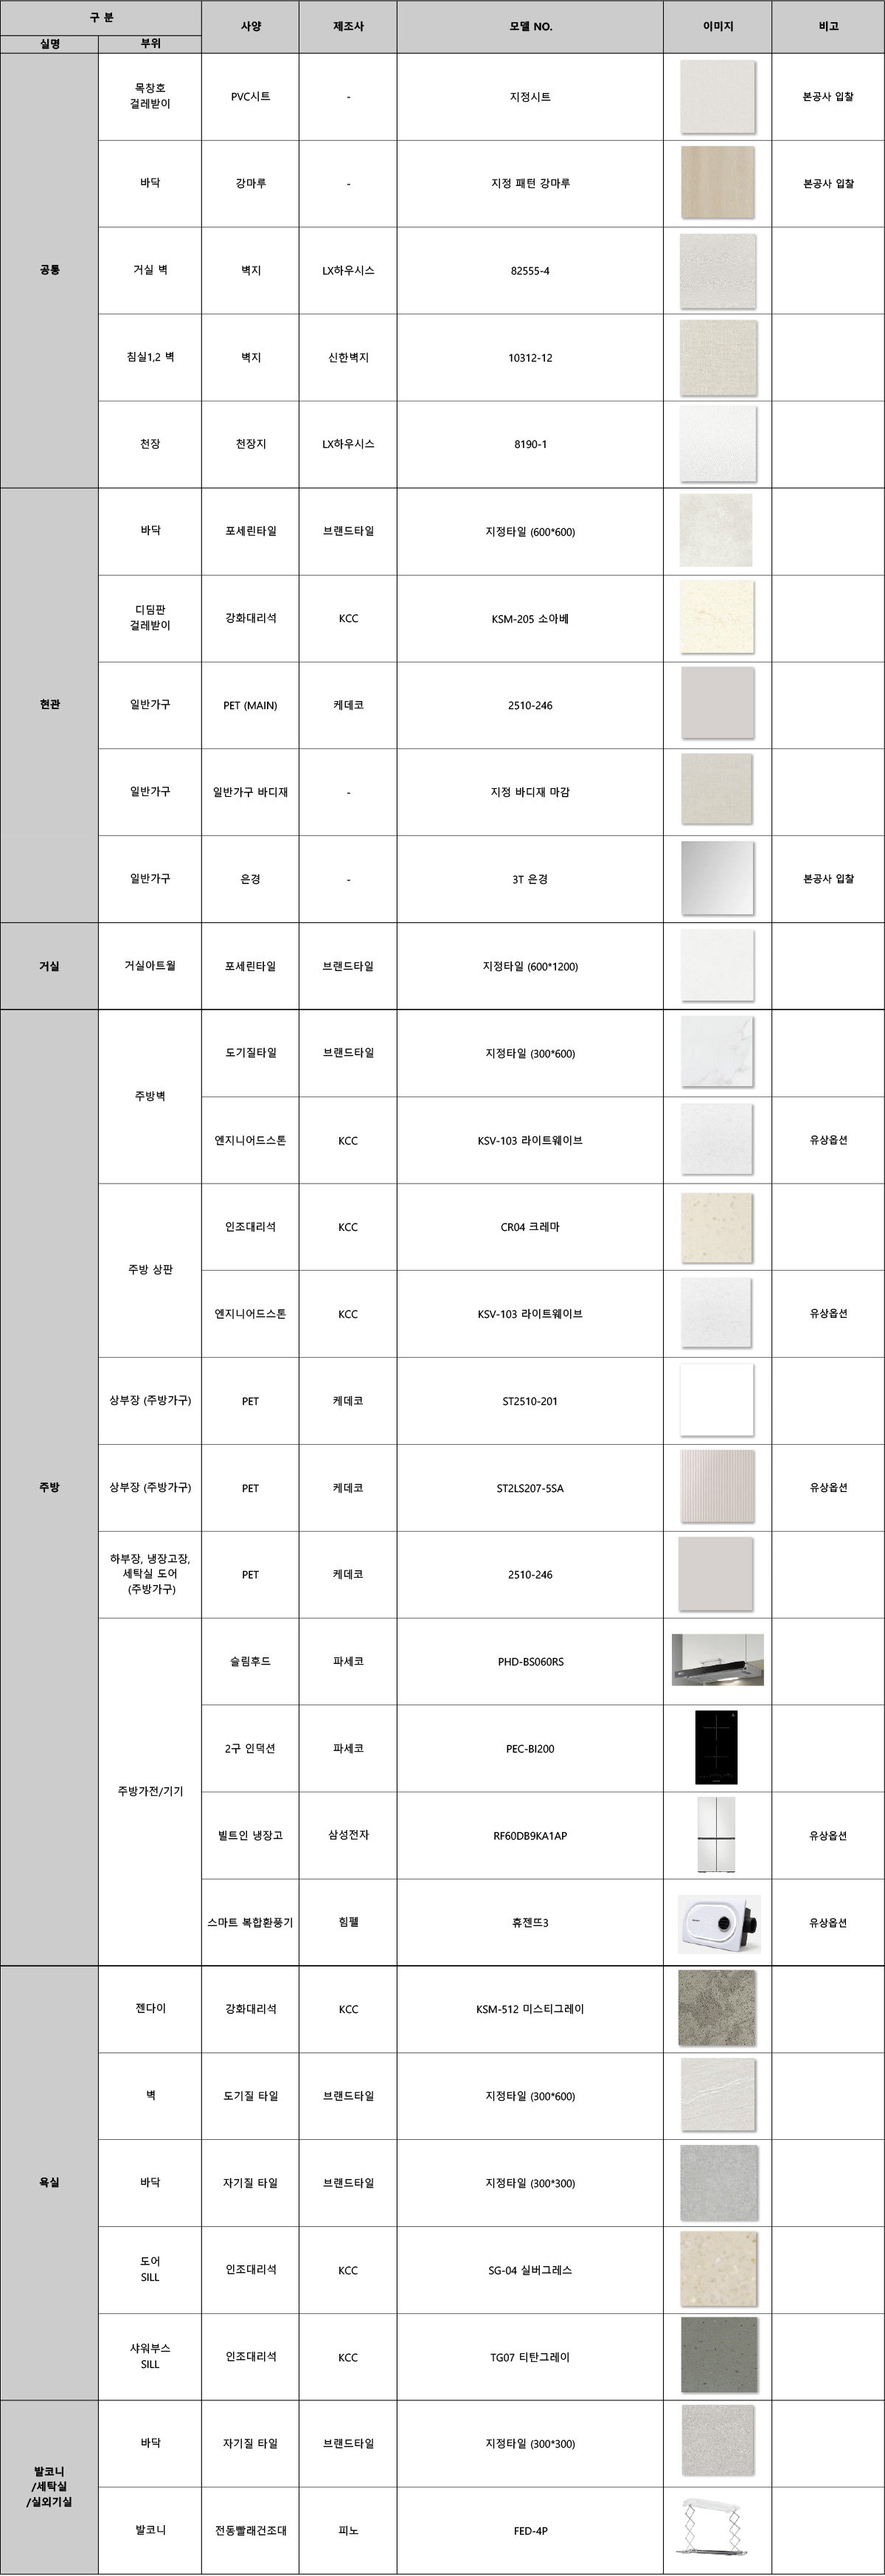 구 분
사양
제조사
모델 NO.
이미지
비고
실명
부위
공통
목창호
걸레받이
PVC시트
-
지정시트
본공사 입찰
바닥
강마루
-
지정 패턴 강마루
본공사 입찰
거실 벽
벽지
LX하우시스
82555-4
침실1,2 벽
벽지
신한벽지
10312-12
천장
천장지
LX하우시스
8190-1
현관
바닥
포세린타일
브랜드타일
지정타일 (600*600)
디딤판
걸레받이
강화대리석
KCC
KSM-205 소아베
일반가구
PET (MAIN)
케데코
2510-246
일반가구
일반가구 바디재
-
지정 바디재 마감
일반가구
은경
-
3T 은경
본공사 입찰
거실
거실아트월
포세린타일
브랜드타일
지정타일 (600*1200)
주방
주방벽
도기질타일
브랜드타일
지정타일 (300*600)
엔지니어드스톤
KCC
KSV-103 라이트웨이브
유상옵션
주방 상판
인조대리석
KCC
CR04 크레마
엔지니어드스톤
KCC
KSV-103 라이트웨이브
유상옵션
상부장 (주방가구)
PET
케데코
ST2510-201
상부장 (주방가구)
PET
케데코
ST2LS207-5SA
유상옵션
하부장, 냉장고장,
세탁실 도어
(주방가구)
PET
케데코
2510-246
주방가전/기기
슬림후드
파세코
PHD-BS060RS
2구 인덕션
파세코
PEC-BI200
빌트인 냉장고
삼성전자
RF60DB9KA1AP
유상옵션
스마트 복합환풍기
힘펠
휴젠뜨3
유상옵션
욕실
젠다이
강화대리석
KCC
KSM-512 미스티그레이
벽
도기질 타일
브랜드타일
지정타일 (300*600)
바닥
자기질 타일
브랜드타일
지정타일 (300*300)
도어
SILL
인조대리석
KCC
SG-04 실버그레스
샤워부스
SILL
인조대리석
KCC
TG07 티탄그레이
발코니
/세탁실
/실외기실
바닥
자기질 타일
브랜드타일
지정타일 (300*300)
발코니
전동빨래건조대
피노
FED-4P